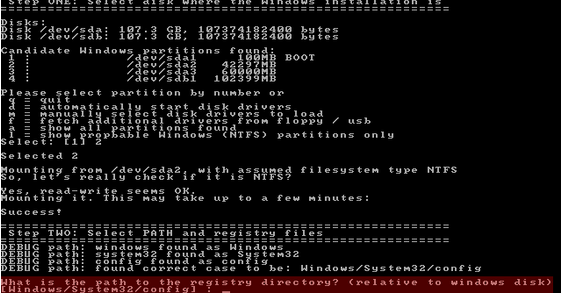 Step ONE: Select disk where the Windows installation is
=========================================================
Disks:
Disk /dev/sda: 107.3 GB, 107374182400 bytes
Disk /dev/sdb: 107.3 GB, 107374182400 bytes
Candidate Windows partitions found:
1 : /dev/sda1 100MB BOOT
2 : /dev/sda2 42297MB
3 : /dev/sda3 60000MB
4 : /dev/sdb1 102399MB
Please select partition by number or
q = quit
d = automatically start disk drivers
m = manually select disk drivers to load
f = fetch additional drivers from floppy / usb
a = show all partitions found
l = show propbable Windows (NTFS) partitions only
Select: [1] 2
Selected 2
Mounting from /dev/sda2, with assumed filesystem type NTFS
So, let's really check if it is NTFS?
Yes, read-write seems OK.
Mounting it. This may take up to a few minutes:
Success!
=========================================================
Step TWO: Select PATH and registry files
=========================================================
DEBUG path: windows found as Windows
DEBUG path: system32 found as System32
DEBUG path: config found as config
DEBUG path: found correct case to be: Windows/System32/config
What is the path to the registry directory? (relative to windows disk)
[Windows/System32/config] : _